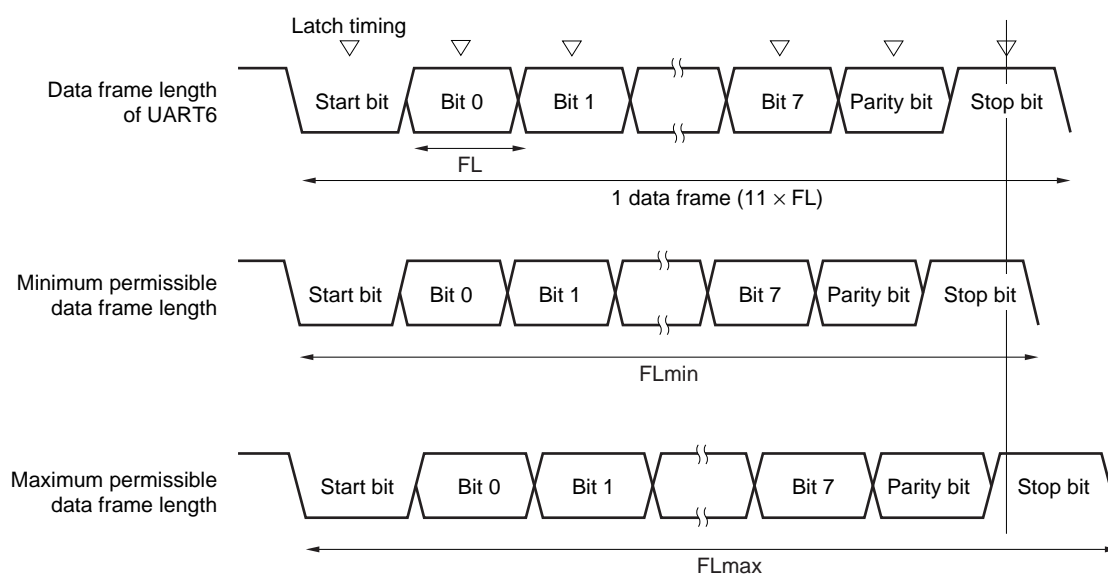 Latch timing
Data frame length
of UART6
Start bit
Bit 0
Bit 1
Bit 7
Parity bit
Stop bit
FL
1 data frame (11 × FL)
Minimum permissible
data frame length
Start bit
Bit 0
Bit 1
Bit 7
Parity bit
Stop bit
FLmin
Maximum permissible
data frame length
Start bit
Bit 0
Bit 1
Bit 7
Parity bit
Stop bit
FLmax